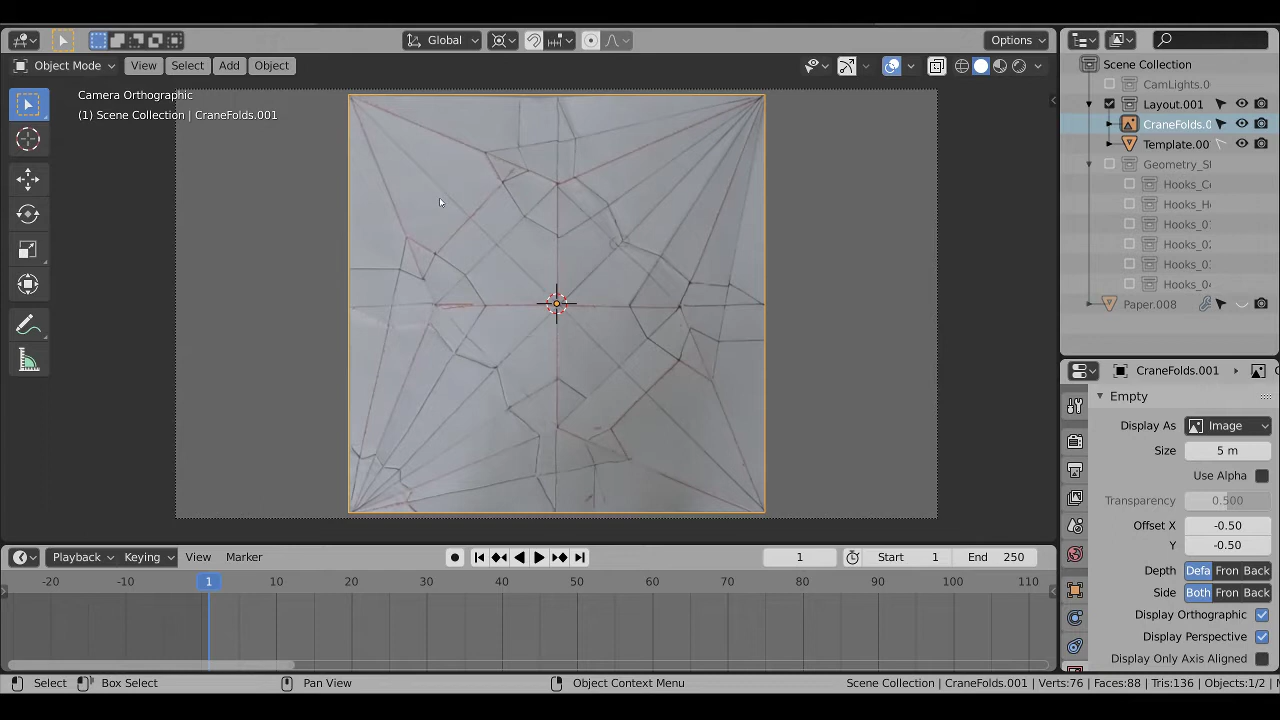 Global
Options
Object Mode
View
Select
Add
Object
Camera Orthographic
(1) Scene Collection | CraneFolds.001
Scene Collection
CamLights.0
Layout.001
CraneFolds.0
Template.00
Geometry_Sl
Hooks_Co
Hooks_H
Hooks_0
Hooks_0
Hooks_0
Hooks_0
Paper.008
CraneFolds.001
Empty
Display As
Image
Size
5 m
Use Alpha
Transparency
0.500
Offset X
-0.50
Y
-0.50
Depth
Defa
Fron
Back
Side
Both
Fron
Back
Display Orthographic
Display Perspective
Display Only Axis Aligned
Playback
Keying
View
Marker
1
Start 1
End 250
-20 -10 1 10 20 30 40 50 60 70 80 90 100 110
Select
Box Select
Pan View
Object Context Menu
Scene Collection | CraneFolds.001 | Verts:76 | Faces:88 | Tris:136 | Objects:1/2 |